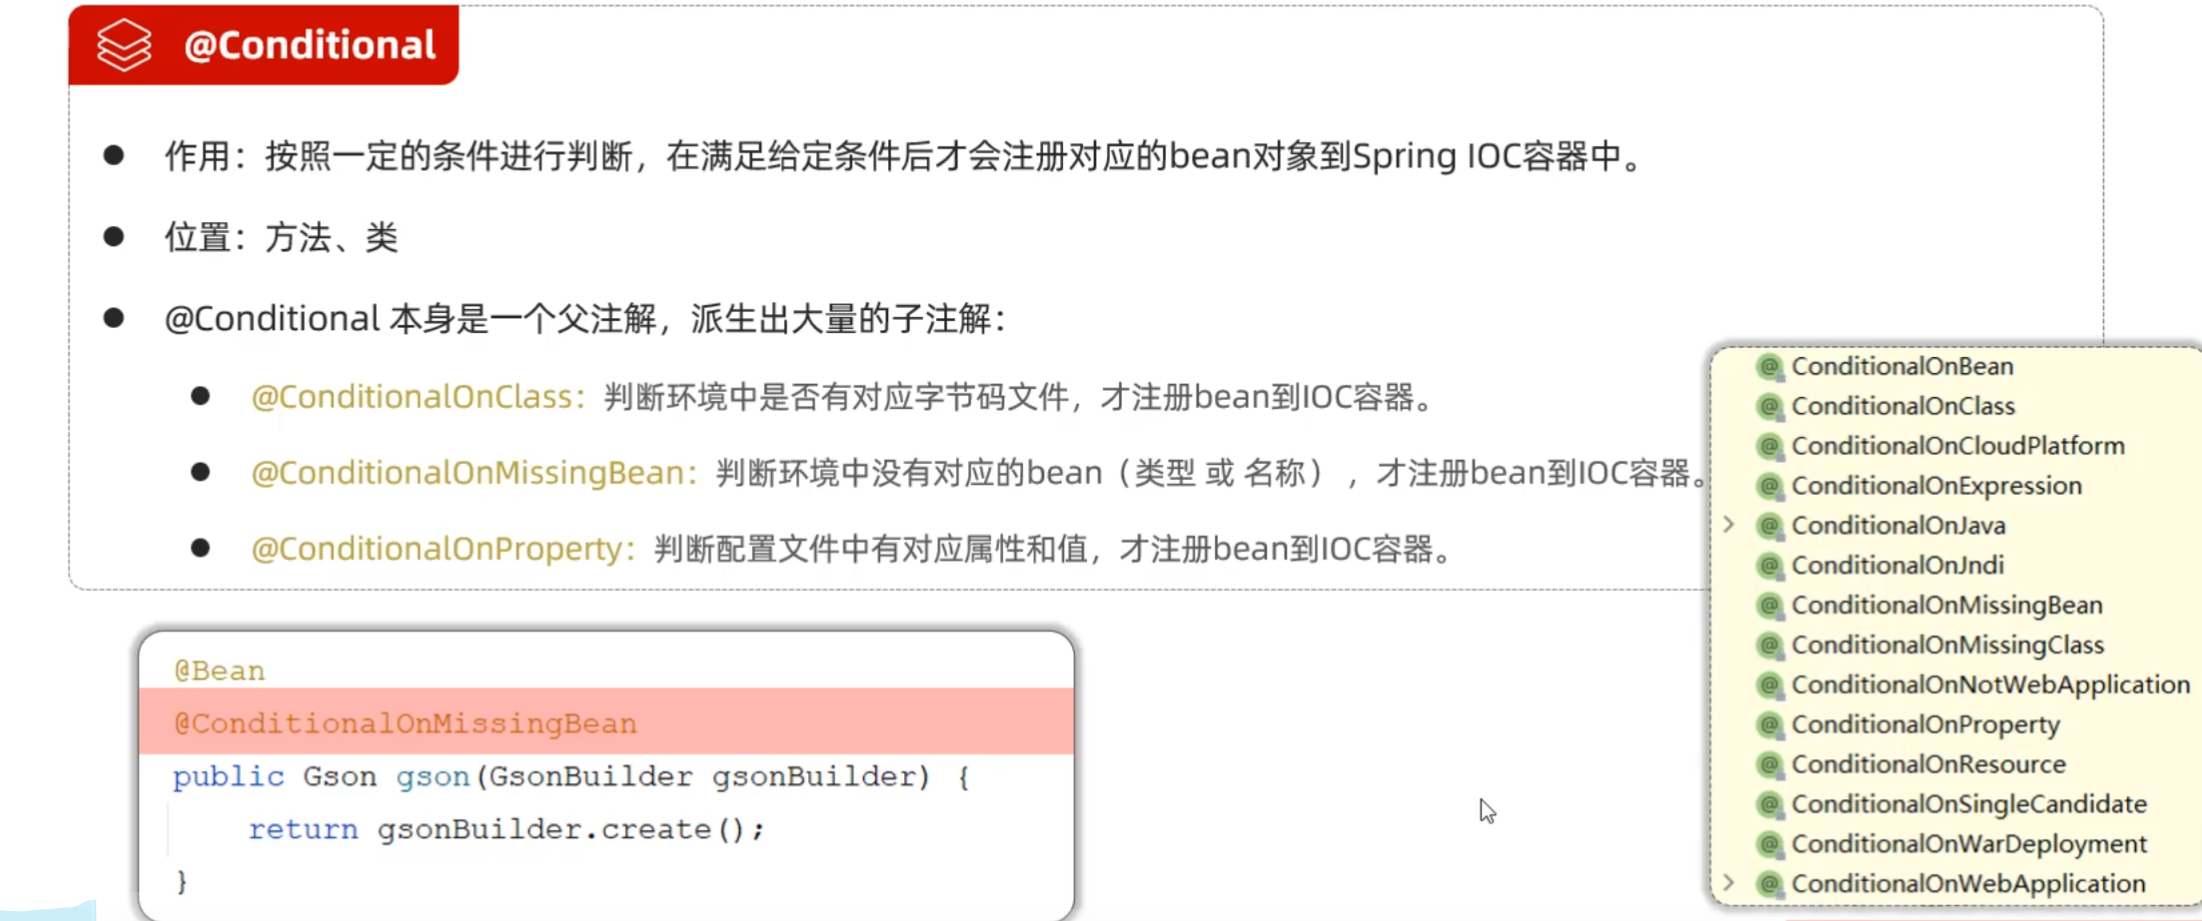 @Conditional
作用：按照一定的条件进行判断，在满足给定条件后才会注册对应的bean对象到Spring IOC容器中。
位置：方法、类
@Conditional 本身是一个父注解，派生出大量的子注解：
@ConditionalOnClass：判断环境中是否有对应字节码文件，才注册bean到IOC容器。
@ConditionalOnMissingBean：判断环境中没有对应的bean（类型 或 名称） ，才注册bean到IOC容器。
@ConditionalOnProperty：判断配置文件中有对应属性和值，才注册bean到IOC容器。
@Bean
@ConditionalOnMissingBean
public Gson gson(GsonBuilder gsonBuilder) {
    return gsonBuilder.create();
}
ConditionalOnBean
ConditionalOnClass
ConditionalOnCloudPlatform
ConditionalOnExpression
ConditionalOnJava
ConditionalOnJndi
ConditionalOnMissingBean
ConditionalOnMissingClass
ConditionalOnNotWebApplication
ConditionalOnProperty
ConditionalOnResource
ConditionalOnSingleCandidate
ConditionalOnWarDeployment
ConditionalOnWebApplication